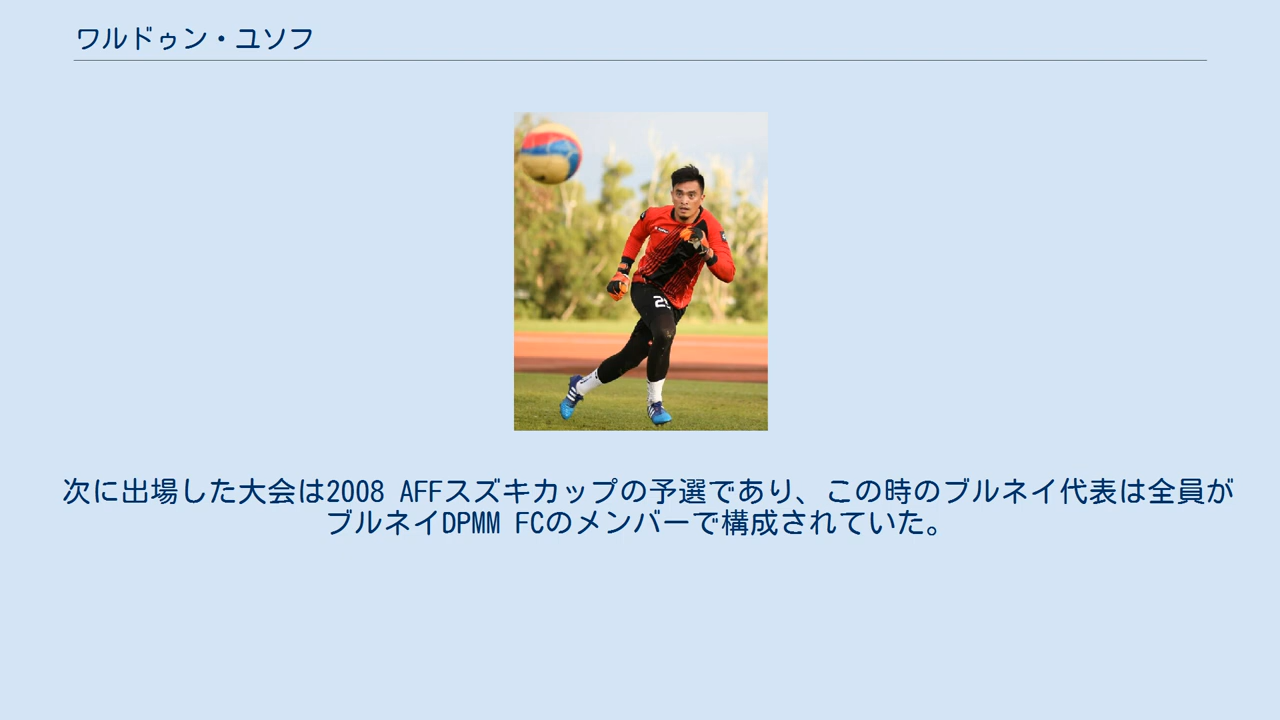 ワルドゥン・ユソフ
次に出場した大会は2008 AFFスズキカップの予選であり、この時のブルネイ代表は全員が
ブルネイDPMM FCのメンバーで構成されていた。